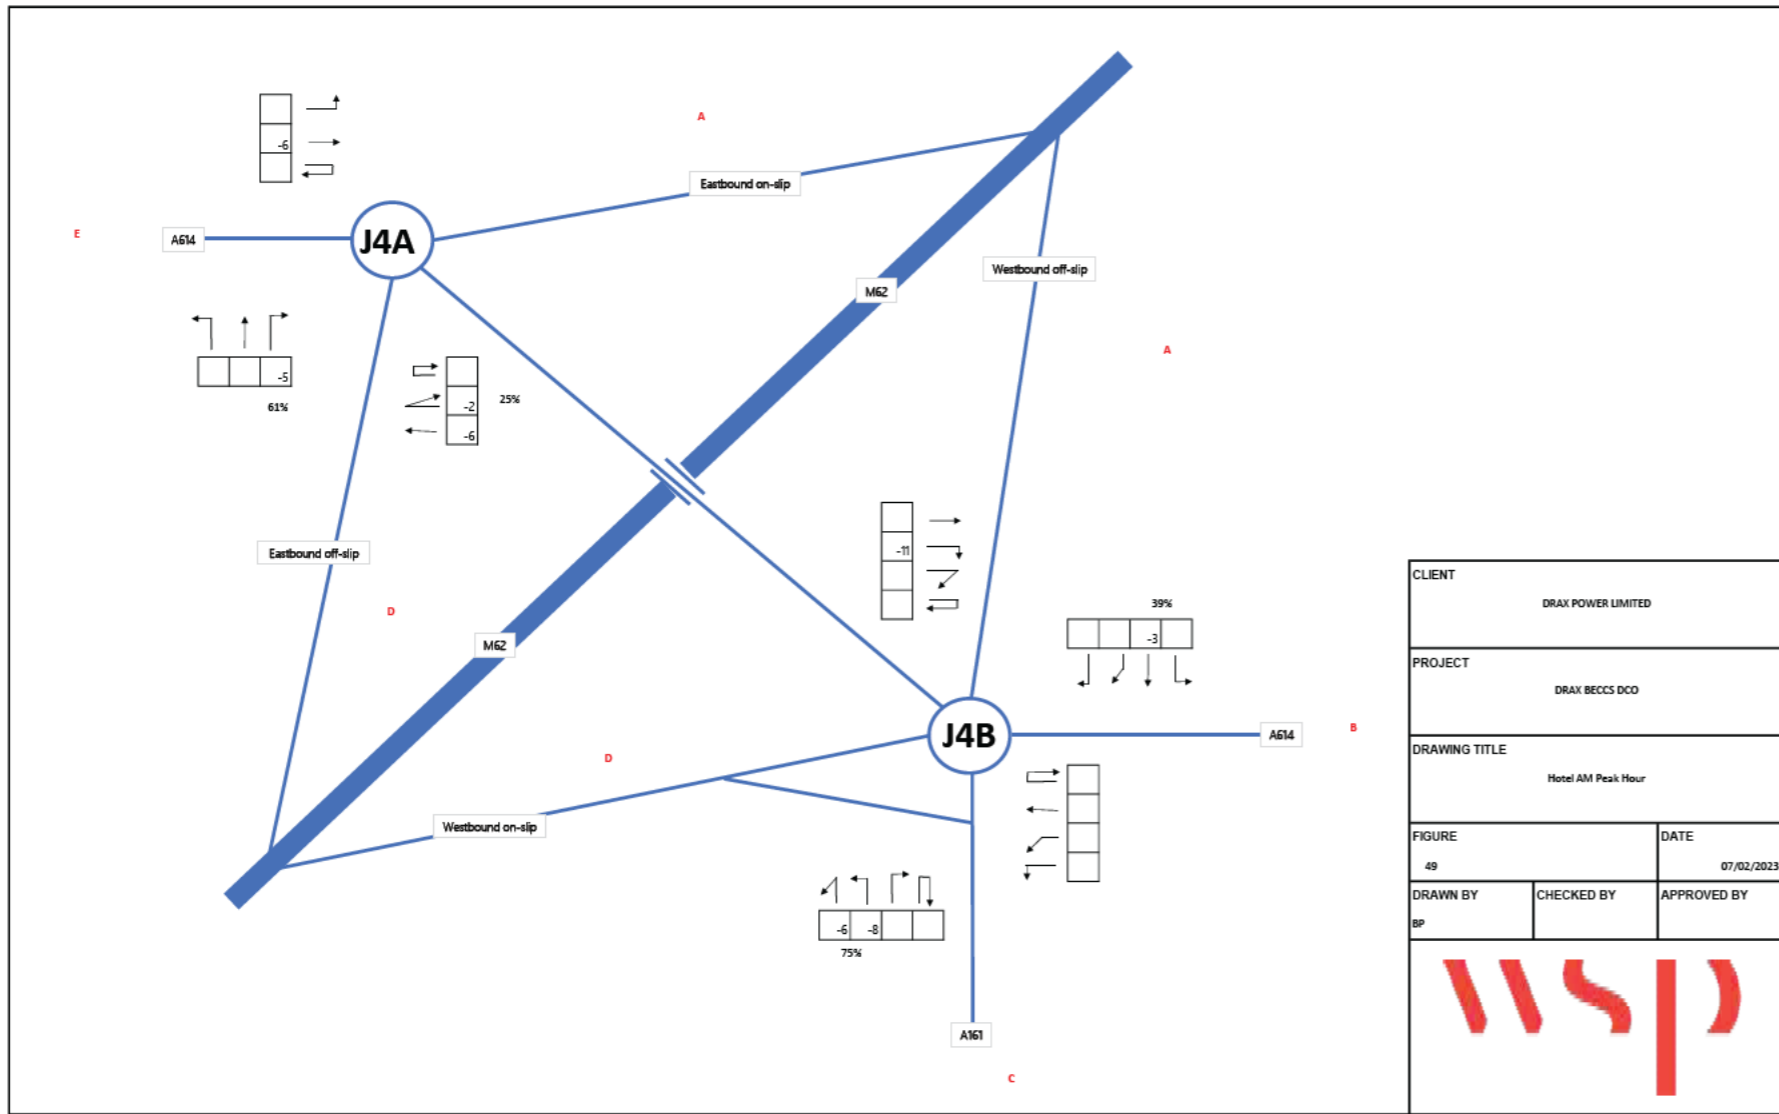 A
-6
Eastbound on-slip
E
A614
J4A
Westbound off-slip
M62
A
-5
61%
-2
25%
-6
-11
Eastbound off-slip
D
M62
39%
-3
D
J4B
A614
B
Westbound on-slip
-6 -8
75%
A161
C
CLIENT
DRAX POWER LIMITED
PROJECT
DRAX BECCS DCO
DRAWING TITLE
Hotel AM Peak Hour
FIGURE
49
DATE
07/02/2023
DRAWN BY
BP
CHECKED BY
APPROVED BY
wsp